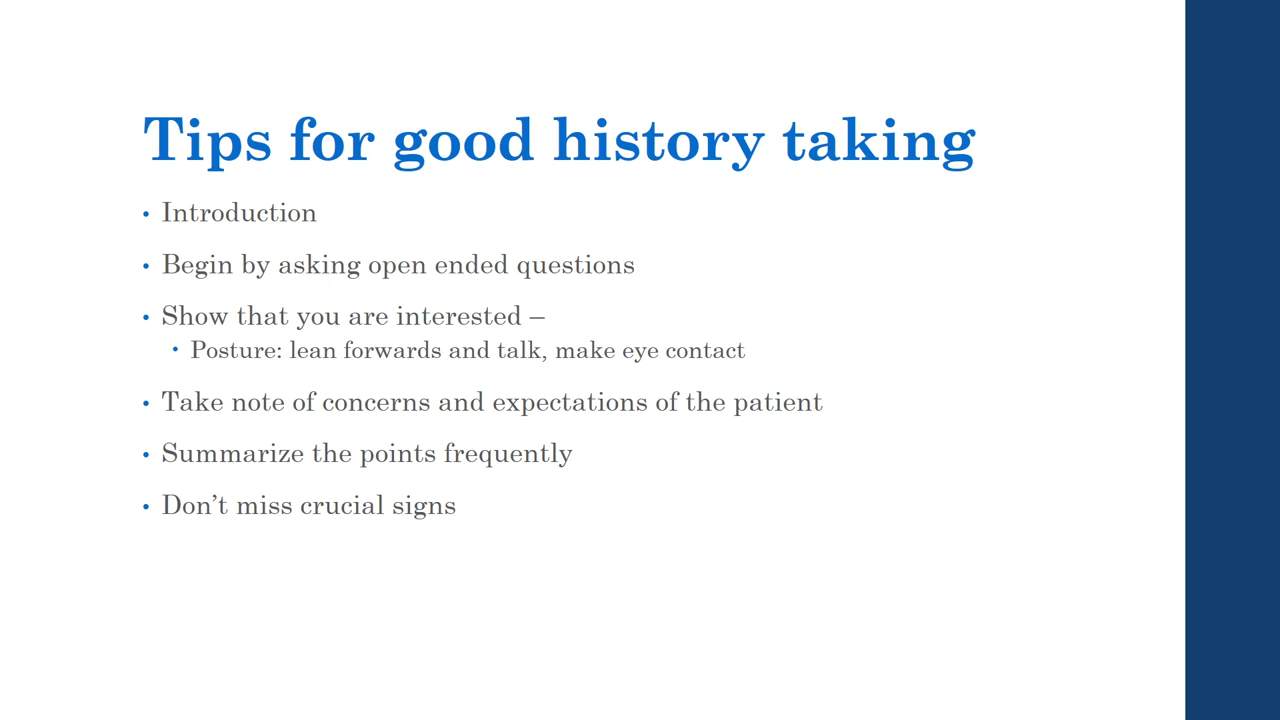 Tips for good history taking
• Introduction
• Begin by asking open ended questions
• Show that you are interested –
• Posture: lean forwards and talk, make eye contact
• Take note of concerns and expectations of the patient
• Summarize the points frequently
• Don’t miss crucial signs